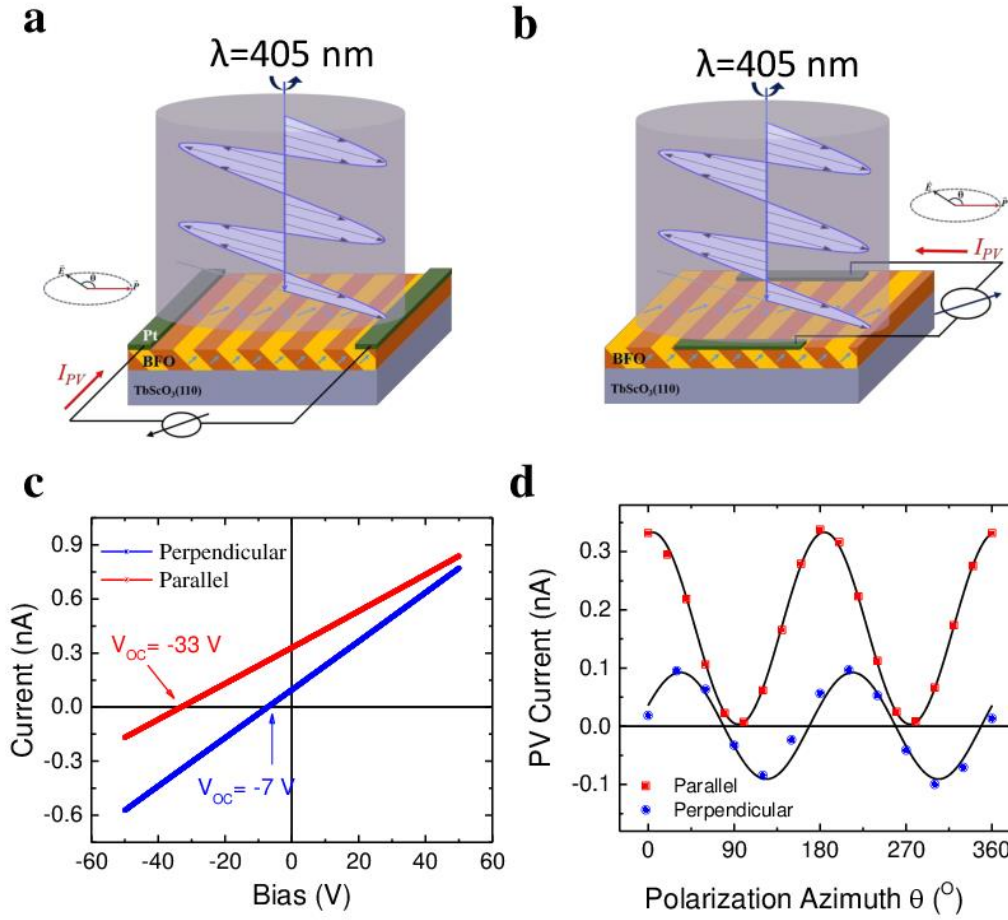 a
λ=405 nm
E
θ
P
Pt
BFO
TbScO₃(110)
I_PV
b
λ=405 nm
E
θ
P
I_PV
BFO
TbScO₃(110)
c
Current (nA)
0.9
0.6
0.3
0.0
-0.3
-0.6
Perpendicular
Parallel
V_OC= -33 V
V_OC= -7 V
-60 -40 -20 0 20 40 60
Bias (V)
d
PV Current (nA)
0.3
0.2
0.1
0.0
-0.1
Parallel
Perpendicular
0 90 180 270 360
Polarization Azimuth θ (°)